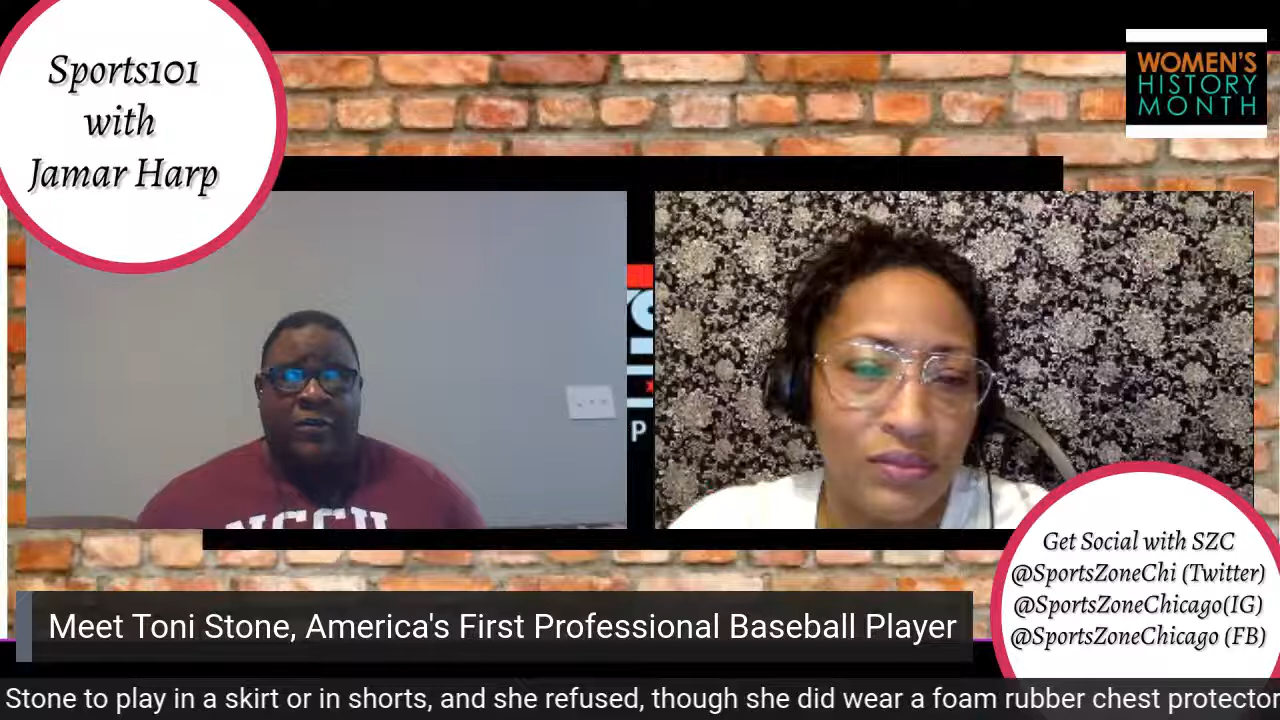 Sports101
with
Jamar Harp
WOMEN'S
HISTORY
MONTH
P
NCCU
Get Social with SZC
@SportsZoneChi (Twitter)
@SportsZoneChicago(IG)
@SportsZoneChicago (FB)
Meet Toni Stone, America's First Professional Baseball Player
Stone to play in a skirt or in shorts, and she refused, though she did wear a foam rubber chest protector